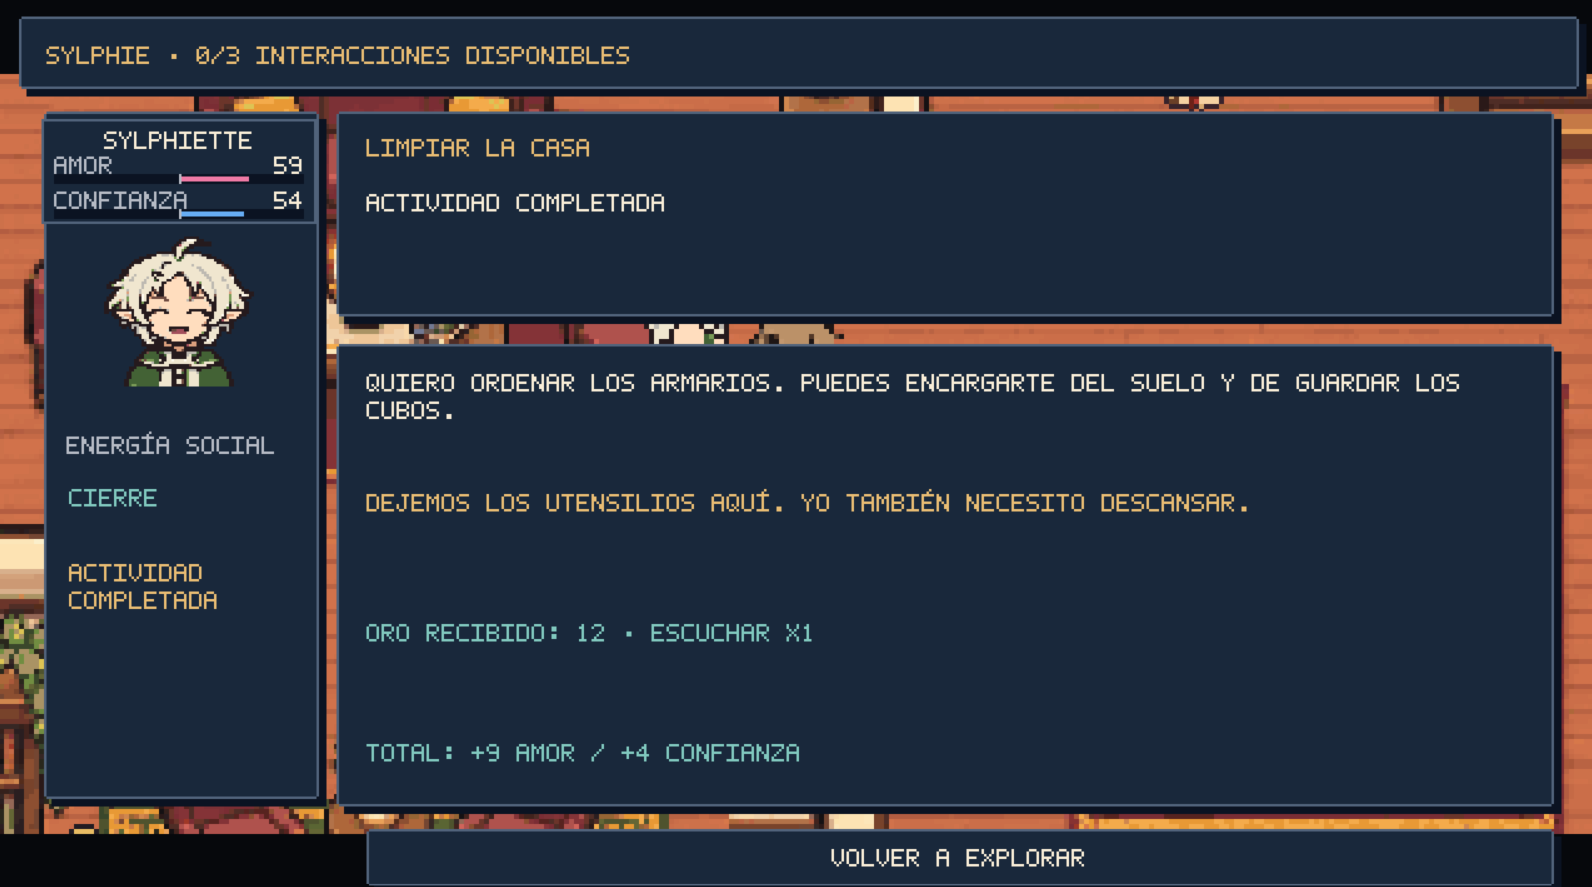 SYLPHIE · 0/3 INTERACCIONES DISPONIBLES
SYLPHIETTE
AMOR 59
CONFIANZA 54
ENERGÍA SOCIAL
CIERRE
ACTIVIDAD
COMPLETADA
LIMPIAR LA CASA
ACTIVIDAD COMPLETADA
QUIERO ORDENAR LOS ARMARIOS. PUEDES ENCARGARTE DEL SUELO Y DE GUARDAR LOS
CUBOS.
DEJEMOS LOS UTENSILIOS AQUÍ. YO TAMBIÉN NECESITO DESCANSAR.
ORO RECIBIDO: 12 · ESCUCHAR X1
TOTAL: +9 AMOR / +4 CONFIANZA
VOLVER A EXPLORAR